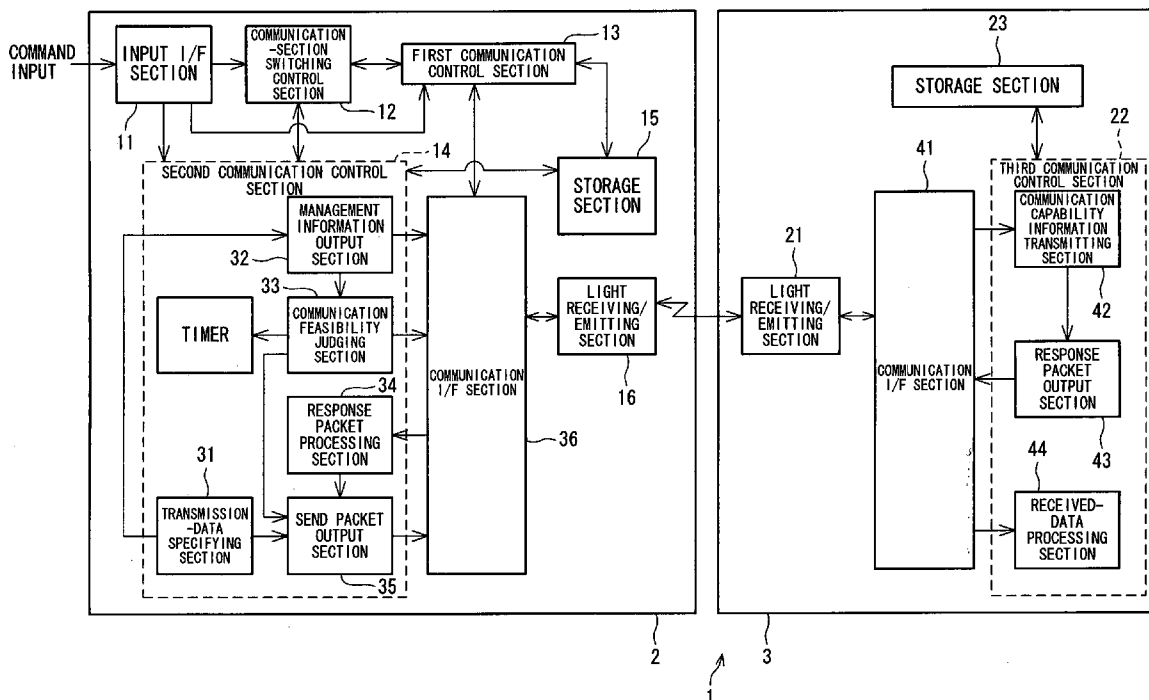 COMMAND
INPUT
INPUT I/F
SECTION
11
COMMUNICATION
-SECTION
SWITCHING
CONTROL
SECTION
12
FIRST COMMUNICATION
CONTROL SECTION
13
14
SECOND COMMUNICATION CONTROL
SECTION
MANAGEMENT
INFORMATION
OUTPUT
SECTION
32
33
COMMUNICATION
FEASIBILITY
JUDGING
SECTION
TIMER
34
RESPONSE
PACKET
PROCESSING
SECTION
31
TRANSMISSION
-DATA
SPECIFYING
SECTION
SEND PACKET
OUTPUT
SECTION
35
COMMUNICATION
I/F SECTION
36
15
STORAGE
SECTION
LIGHT
RECEIVING/
EMITTING
SECTION
16
2
21
LIGHT
RECEIVING/
EMITTING
SECTION
41
COMMUNICATION
I/F SECTION
23
STORAGE SECTION
22
THIRD COMMUNICATION
CONTROL SECTION
COMMUNICATION
CAPABILITY
INFORMATION
TRANSMITTING
SECTION
42
RESPONSE
PACKET OUTPUT
SECTION
43
44
RECEIVED-
DATA
PROCESSING
SECTION
3
1